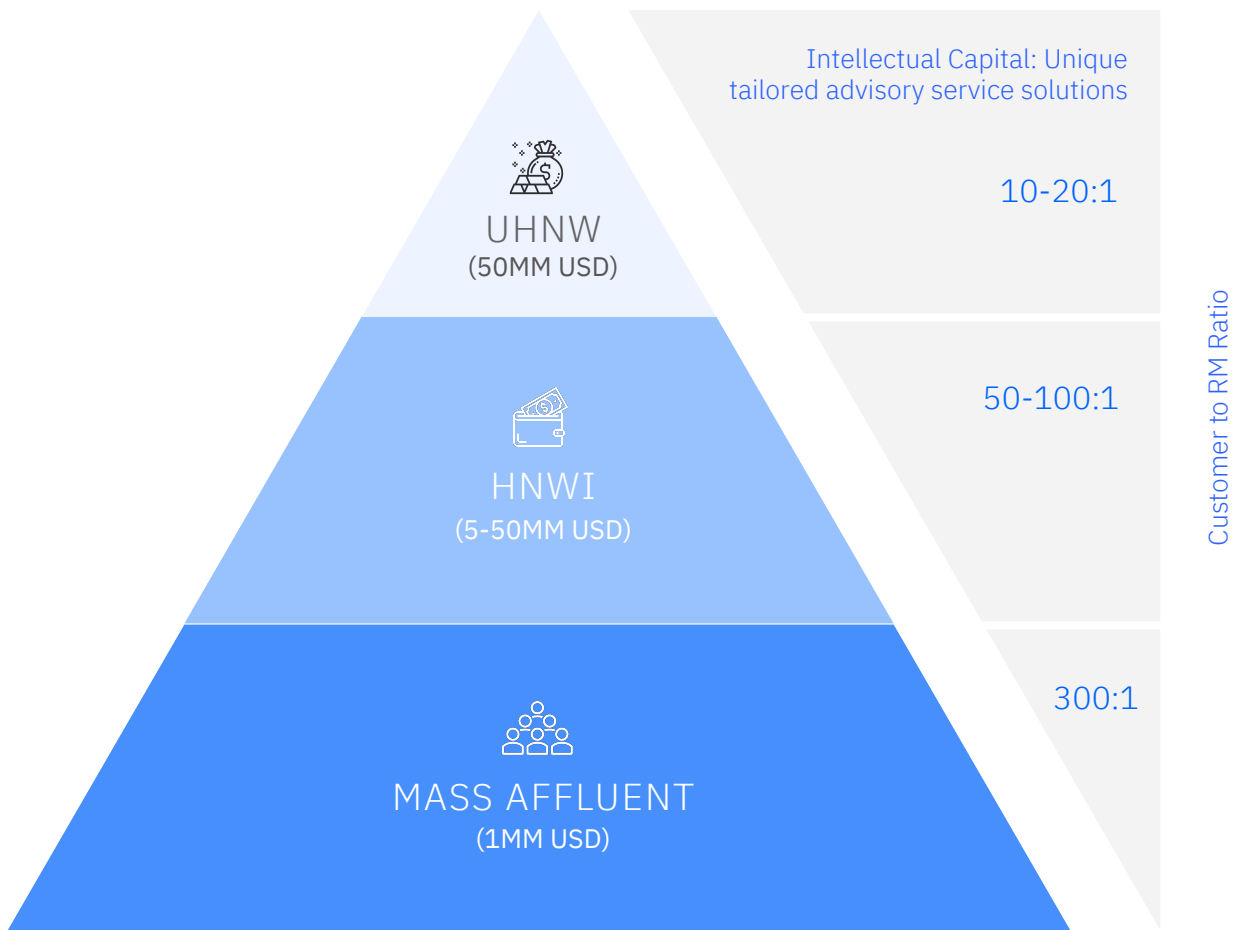 Intellectual Capital: Unique
tailored advisory service solutions
10-20:1
UHNW
(50MM USD)
50-100:1
HNWI
(5-50MM USD)
300:1
MASS AFFLUENT
(1MM USD)
Customer to RM Ratio